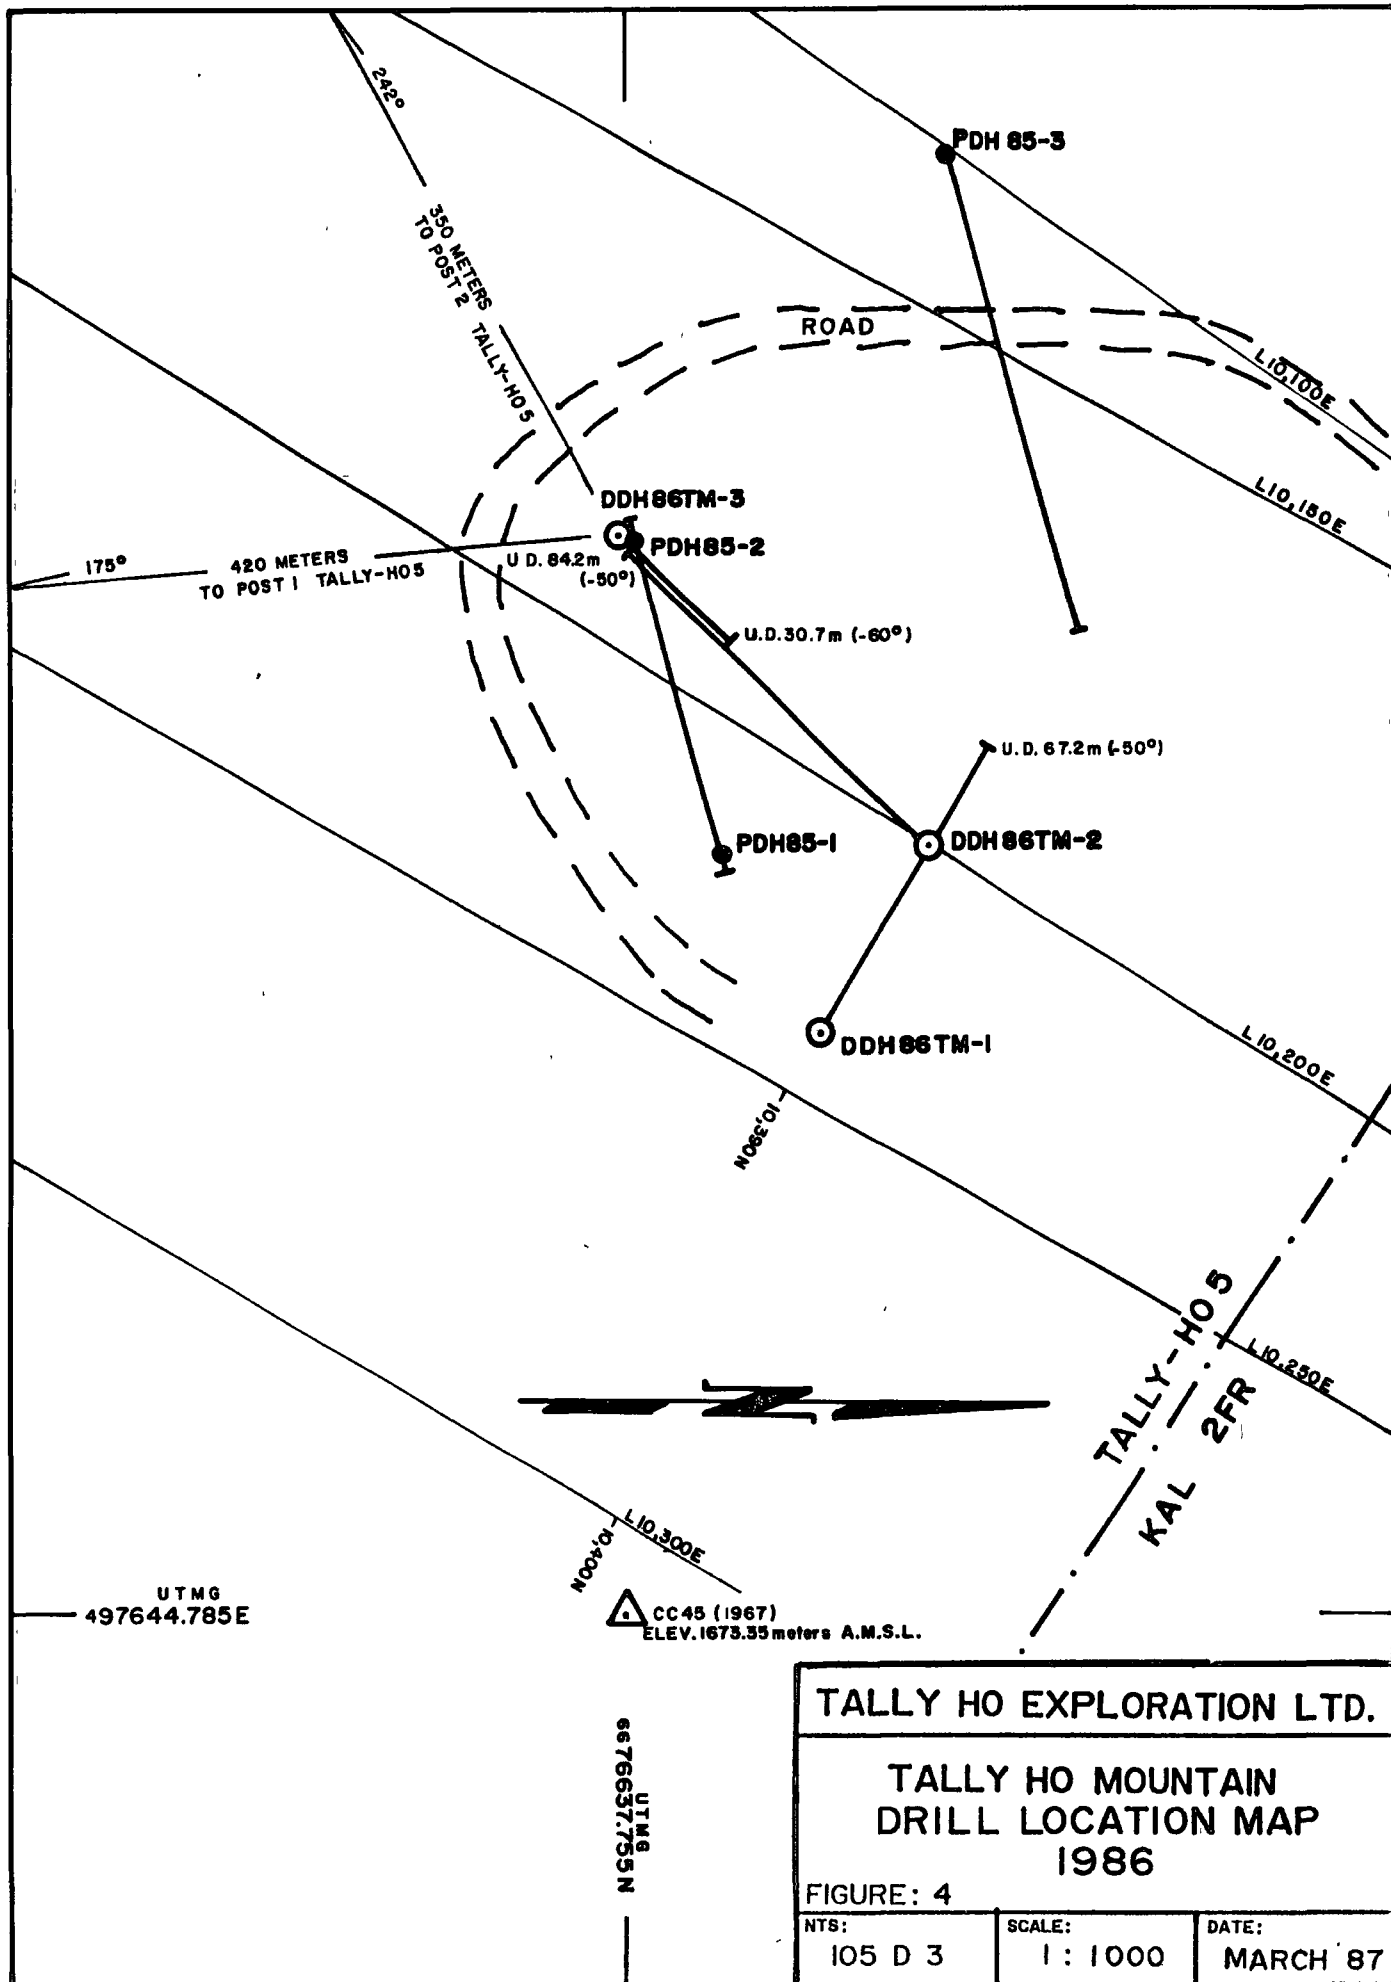 242°
PDH 85-3
350 METERS
TO POST 2 TALLY-HO 5
ROAD
L10,100E
L10,150E
DDH86TM-3
PDH85-2
175°
420 METERS
TO POST 1 TALLY-HO5
U.D. 84.2m
(-50°)
U.D.30.7m (-60°)
U.D. 67.2m (-50°)
PDH85-1
DDH86TM-2
DDH86TM-1
L10,200E
10,390N
TALLY-HO 5
KAL 2FR
L10,250E
L10,300E
10,400N
UTMG
497644.785E
CC45 (1967)
ELEV. 1673.35 meters A.M.S.L.
UTMG
6676637.755N
TALLY HO EXPLORATION LTD.
TALLY HO MOUNTAIN
DRILL LOCATION MAP
1986
FIGURE: 4
NTS:
105 D 3
SCALE:
1 : 1000
DATE:
MARCH '87